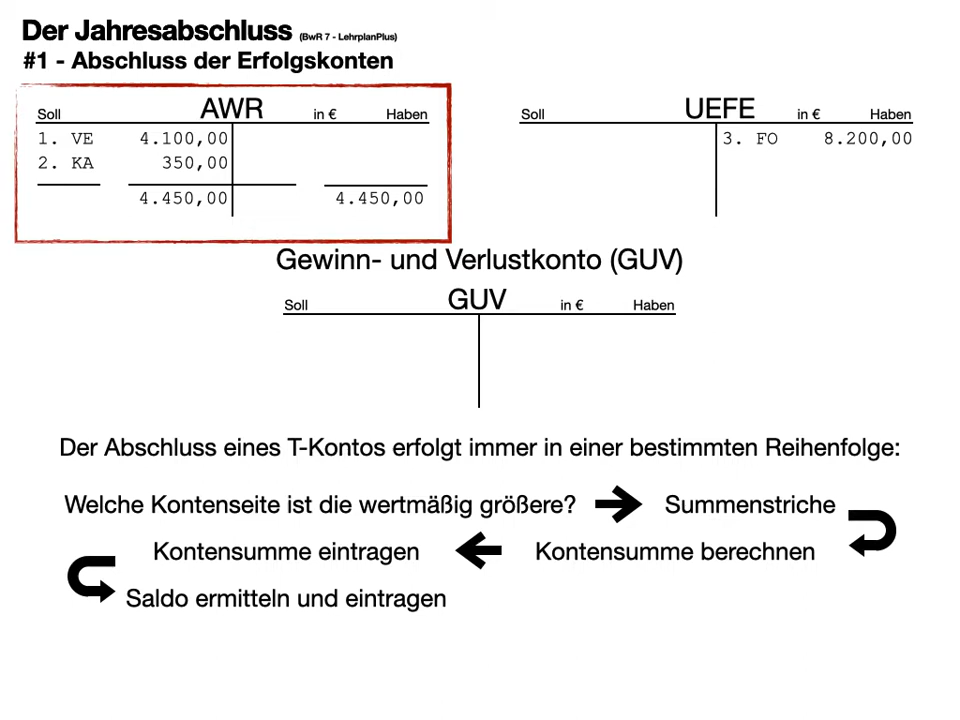 Der Jahresabschluss (BwR 7 - LehrplanPlus)
#1 - Abschluss der Erfolgskonten
Soll AWR in € Haben
1. VE 4.100,00
2. KA 350,00
4.450,00 4.450,00
Soll UEFE in € Haben
3. FO 8.200,00
Gewinn- und Verlustkonto (GUV)
Soll GUV in € Haben
Der Abschluss eines T-Kontos erfolgt immer in einer bestimmten Reihenfolge:
Welche Kontenseite ist die wertmäßig größere? Summenstriche
Kontensumme eintragen Kontensumme berechnen
Saldo ermitteln und eintragen